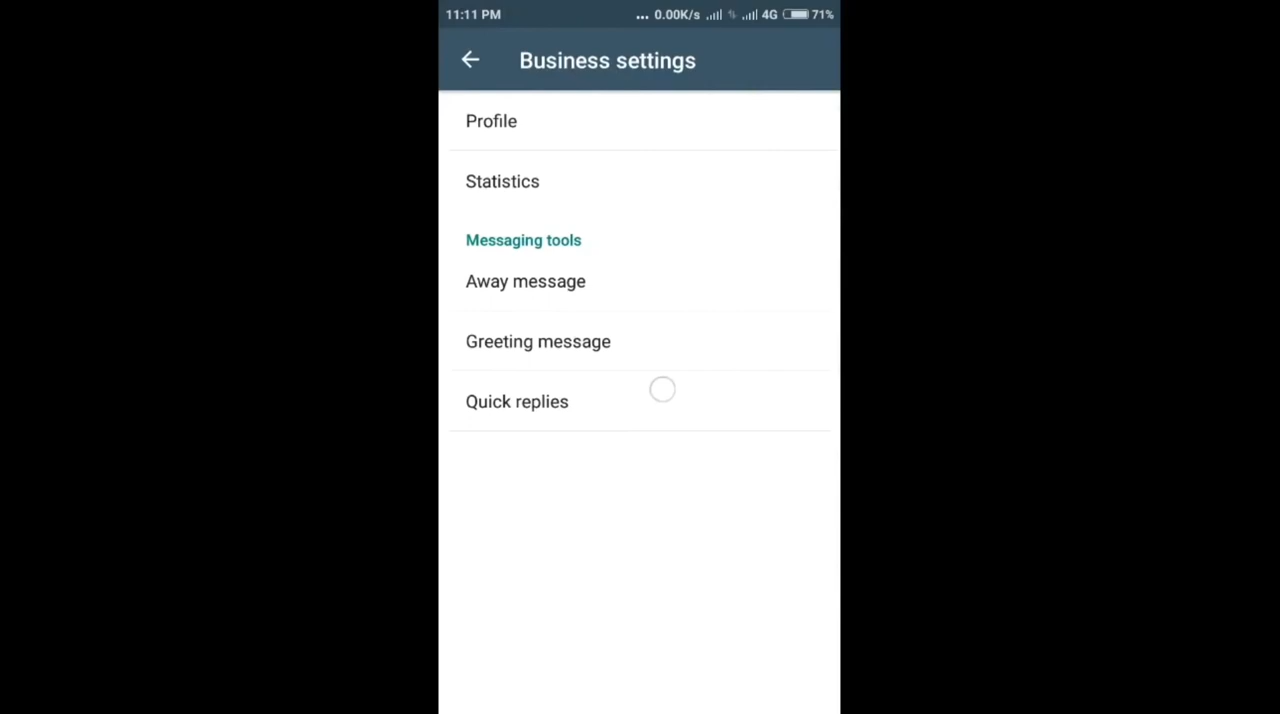 11:11 PM ... 0.00K/s 4G 71%
Business settings
Profile
Statistics
Messaging tools
Away message
Greeting message
Quick replies